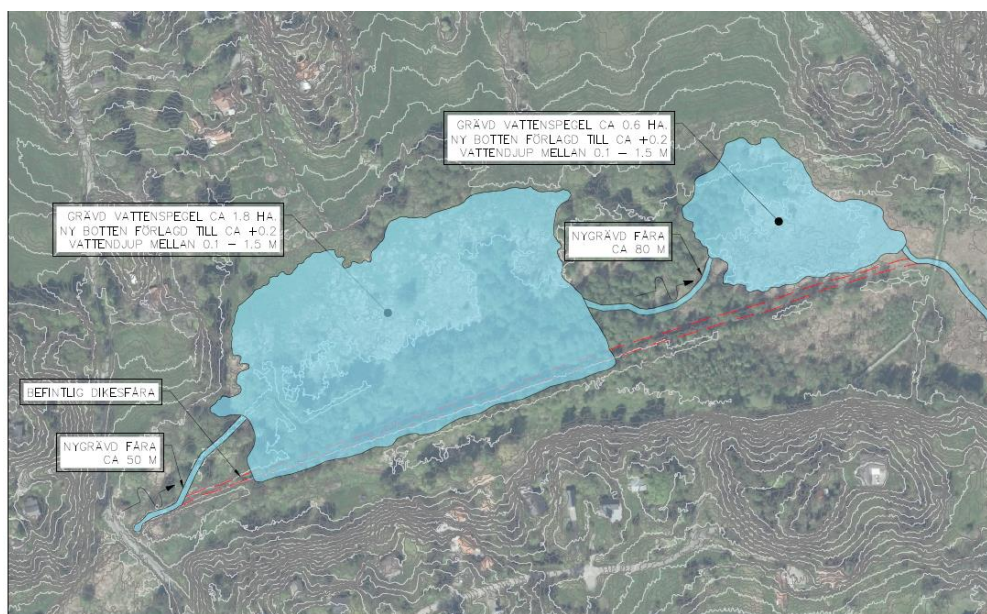 GRÄVD VATTENSPEGEL CA 0.6 HA.
NY BOTTEN FÖRLAGD TILL CA +0.2
VATTENDJUP MELLAN 0.1 - 1.5 M
GRÄVD VATTENSPEGEL CA 1.8 HA.
NY BOTTEN FÖRLAGD TILL CA +0.2
VATTENDJUP MELLAN 0.1 - 1.5 M
NYGRÄVD FÅRA
CA 80 M
BEFINTLIG DIKESFÅRA
NYGRÄVD FÅRA
CA 50 M